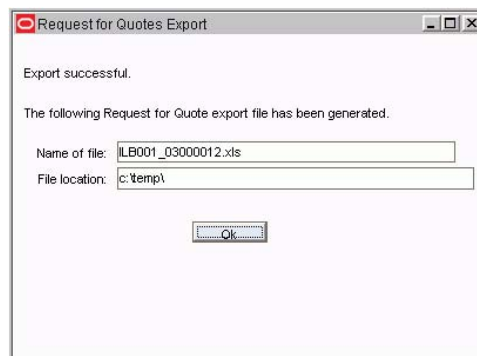 Request for Quotes Export
Export successful.
The following Request for Quote export file has been generated.
Name of file: ILB001_03000012.xls
File location: c:\temp\
Ok